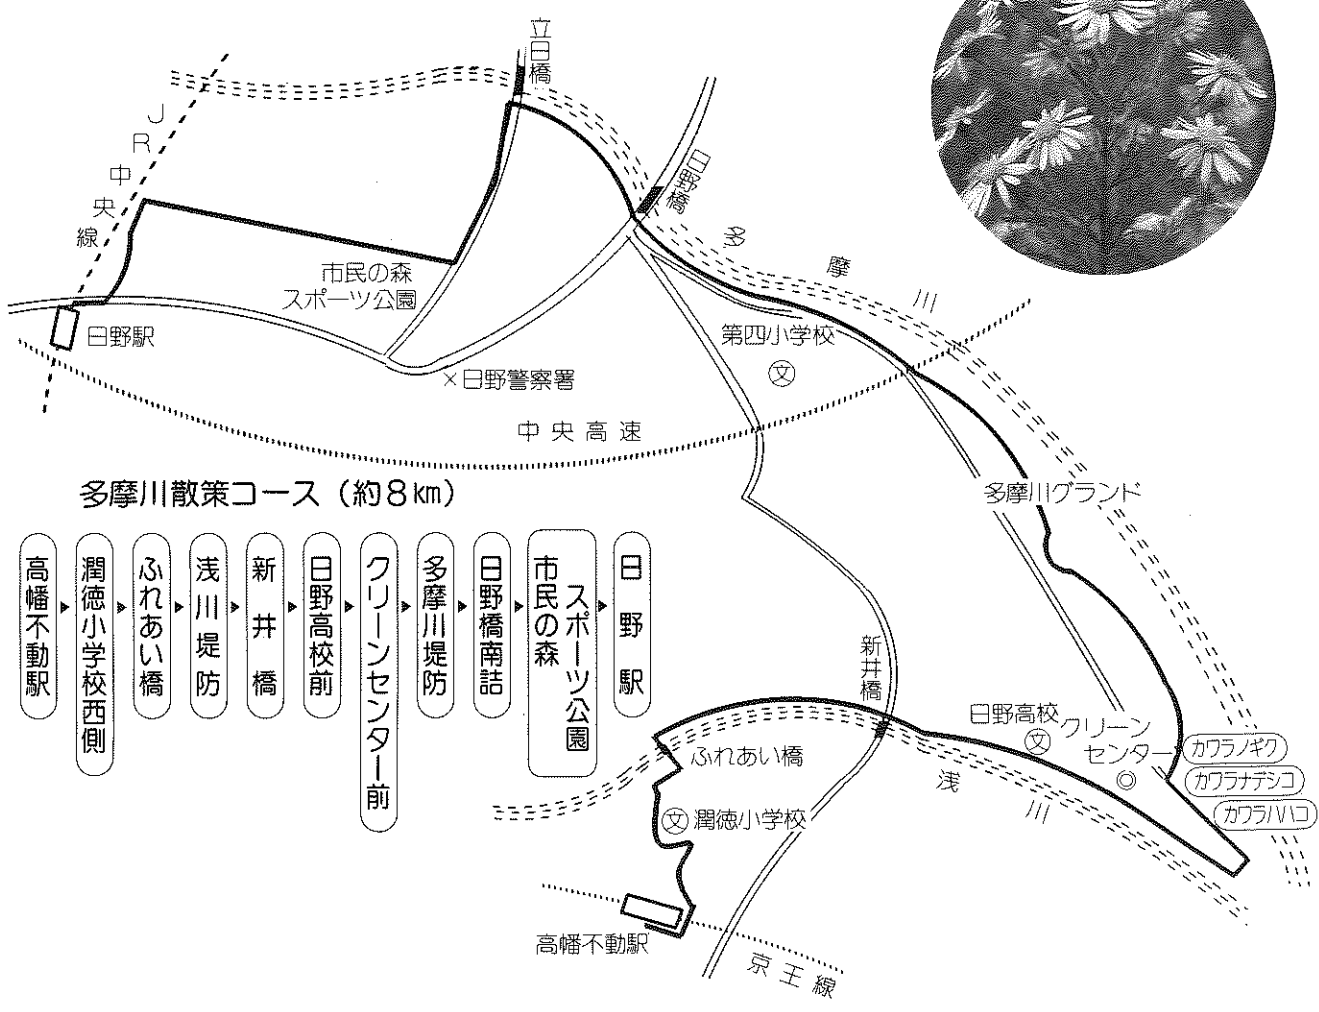 立日橋
JR中央線
日野橋
多摩川
市民の森
スポーツ公園
日野駅
第四小学校
文
×日野警察署
中央高速
多摩川グランド
多摩川散策コース（約8km）
高幡不動駅
潤徳小学校西側
ふれあい橋
浅川堤防
新井橋
日野高校前
クリーンセンター前
多摩川堤防
日野橋南詰
市民の森
スポーツ公園
日野駅
新井橋
日野高校
文
クリーン
センター
カワラノギク
カワラナデシコ
カワラハハコ
ふれあい橋
浅川
文 潤徳小学校
高幡不動駅
京王線